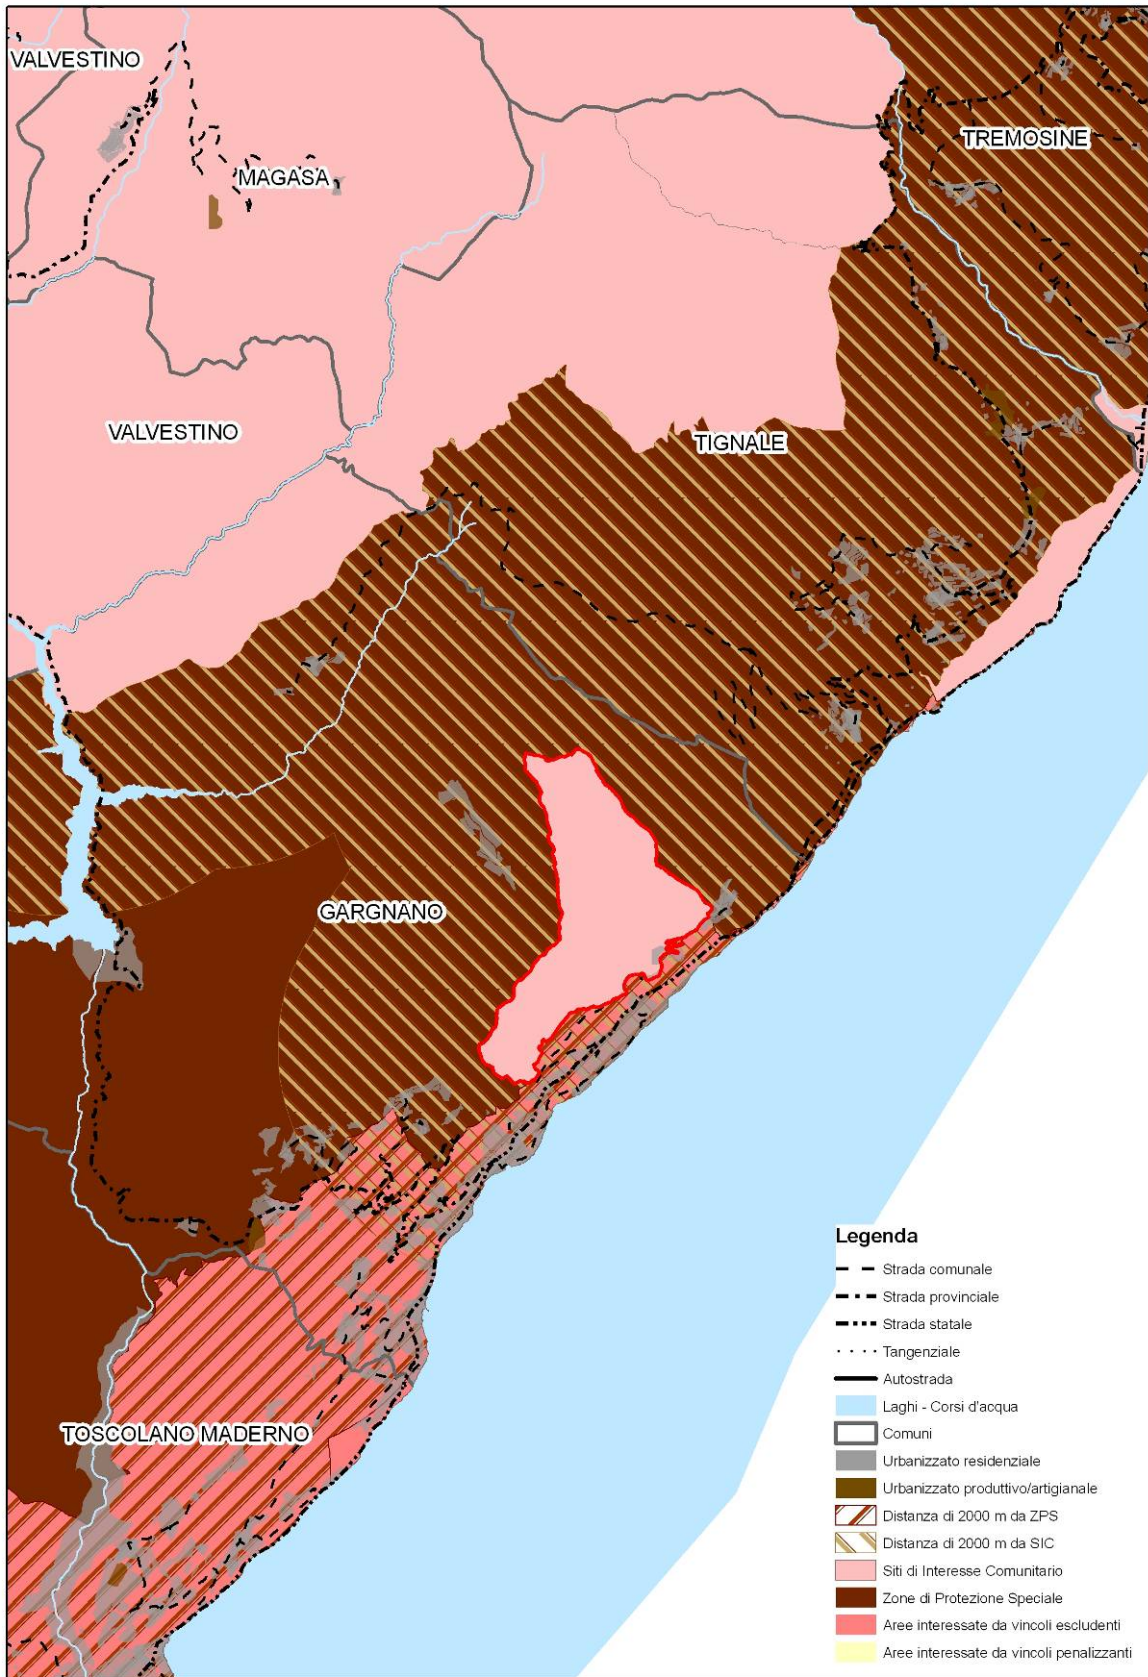 VALVESTINO
TREMOSINE
MAGASA
VALVESTINO
TIGNALE
GARGNANO
TOSCOLANO MADERNO
Legenda
Strada comunale
Strada provinciale
Strada statale
Tangenziale
Autostrada
Laghi - Corsi d'acqua
Comuni
Urbanizzato residenziale
Urbanizzato produttivo/artigianale
Distanza di 2000 m da ZPS
Distanza di 2000 m da SIC
Siti di Interesse Comunitario
Zone di Protezione Speciale
Aree interessate da vincoli escludenti
Aree interessate da vincoli penalizzanti